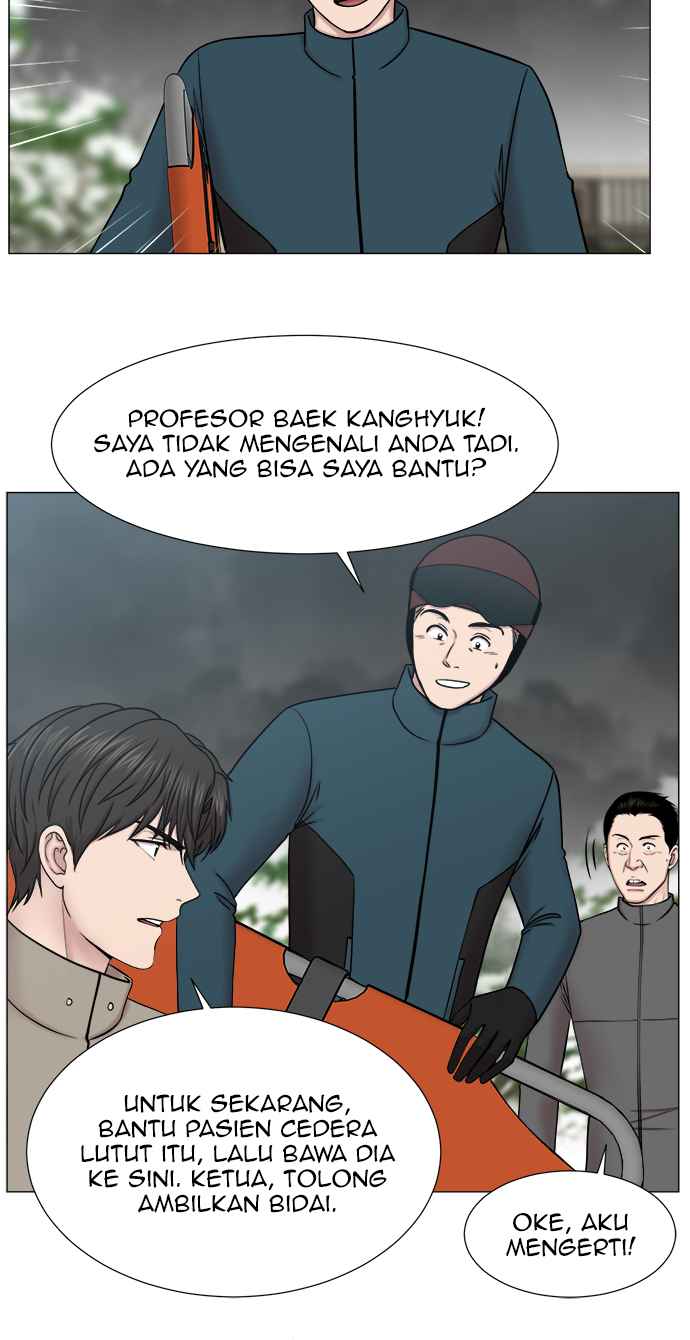 PROFESOR BAEK KANGHYUK!
SAYA TIDAK MENGENALI ANDA TADI.
ADA YANG BISA SAYA BANTU?
UNTUK SEKARANG,
BANTU PASIEN CEDERA
LUTUT ITU, LALU BAWA DIA
KE SINI. KETUA, TOLONG
AMBILKAN BIDAI.
OKE, AKU
MENGERTI!